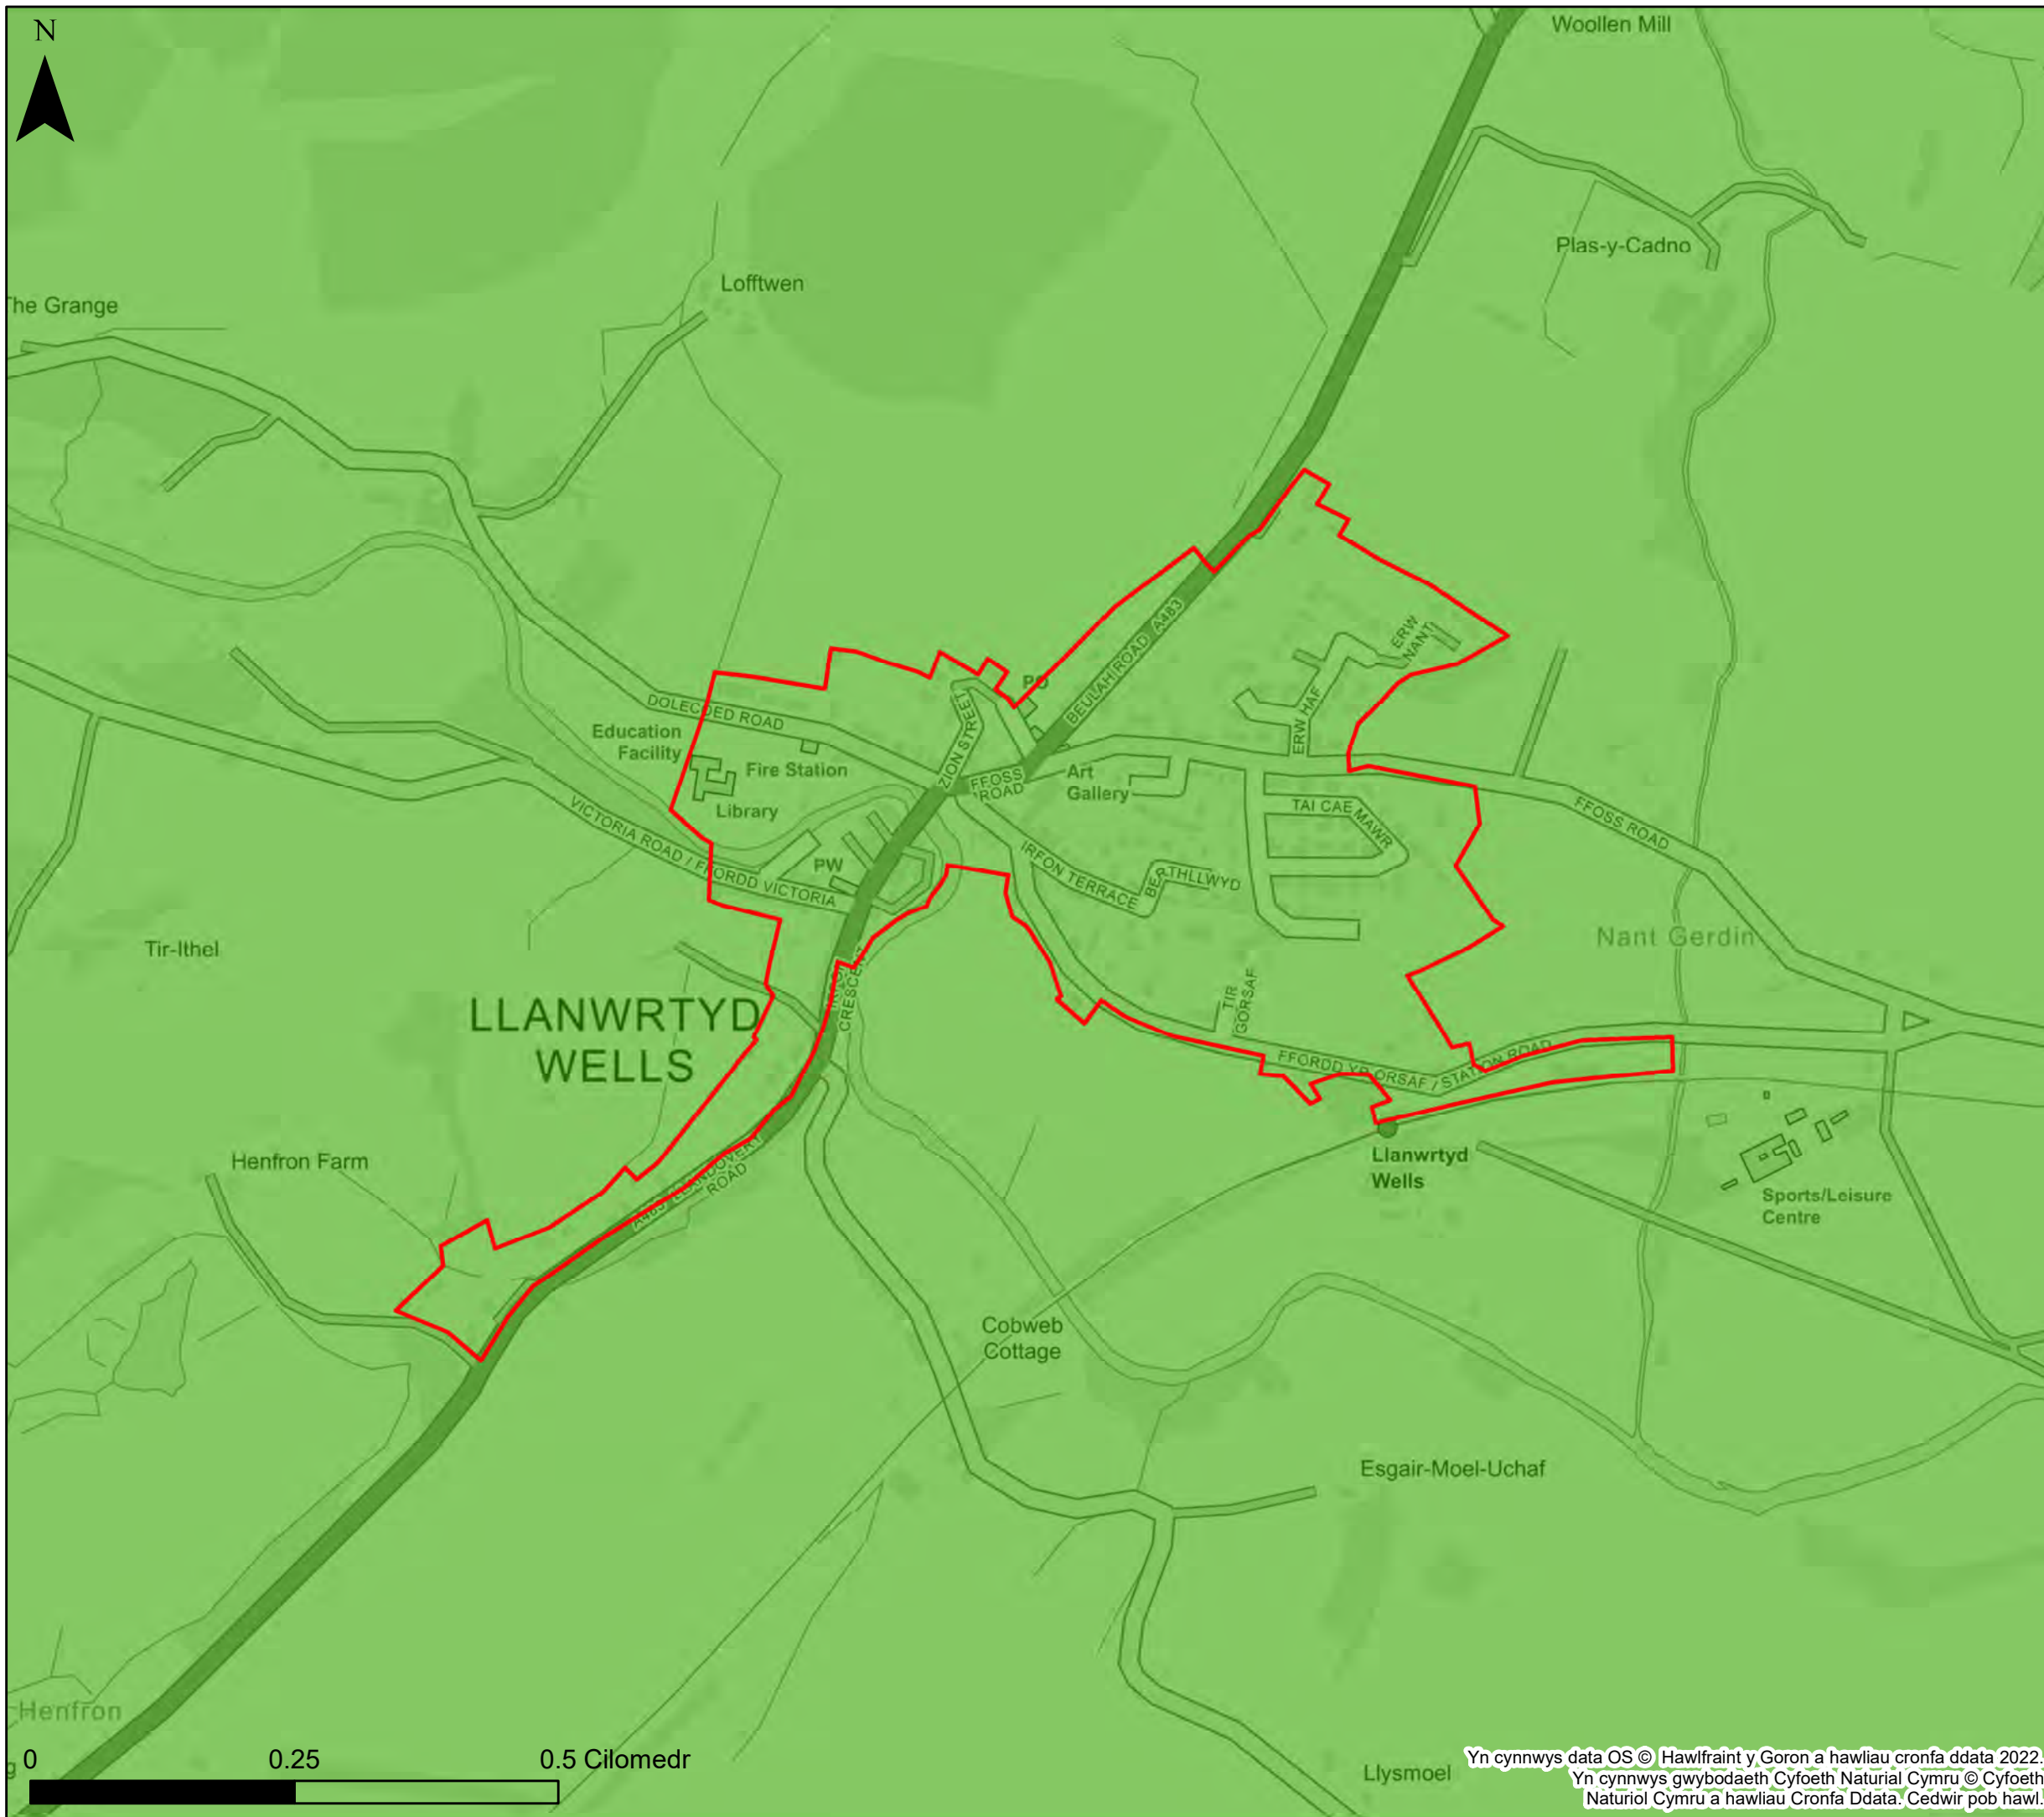 N
Woollen Mill
Plas-y-Cadno
Lofftwen
The Grange
ERW
NANT
BEULAH ROAD A483
PO
DOLECOED ROAD
ZION STREET
ERW HAF
Education
Facility
Fire Station
Library
FFOSS
ROAD
Art
Gallery
TAI CAE MAWR
FFOSS ROAD
VICTORIA ROAD / FFORDD VICTORIA
PW
IRFON TERRACE
BERTHLLWYD
Nant Gerdin
Tir-Ithel
CRESCENT
TIR
GORSAF
LLANWRTYD
WELLS
FFORDD YR ORSAF / STATION ROAD
Llanwrtyd
Wells
Henfron Farm
A483 LLANDOVERY
ROAD
Sports/Leisure
Centre
Cobweb
Cottage
Esgair-Moel-Uchaf
Henfron
0 0.25 0.5 Cilomedr
Llysmoel
Yn cynnwys data OS © Hawlfraint y Goron a hawliau cronfa ddata 2022.
Yn cynnwys gwybodaeth Cyfoeth Naturial Cymru © Cyfoeth
Naturiol Cymru a hawliau Cronfa Ddata. Cedwir pob hawl.